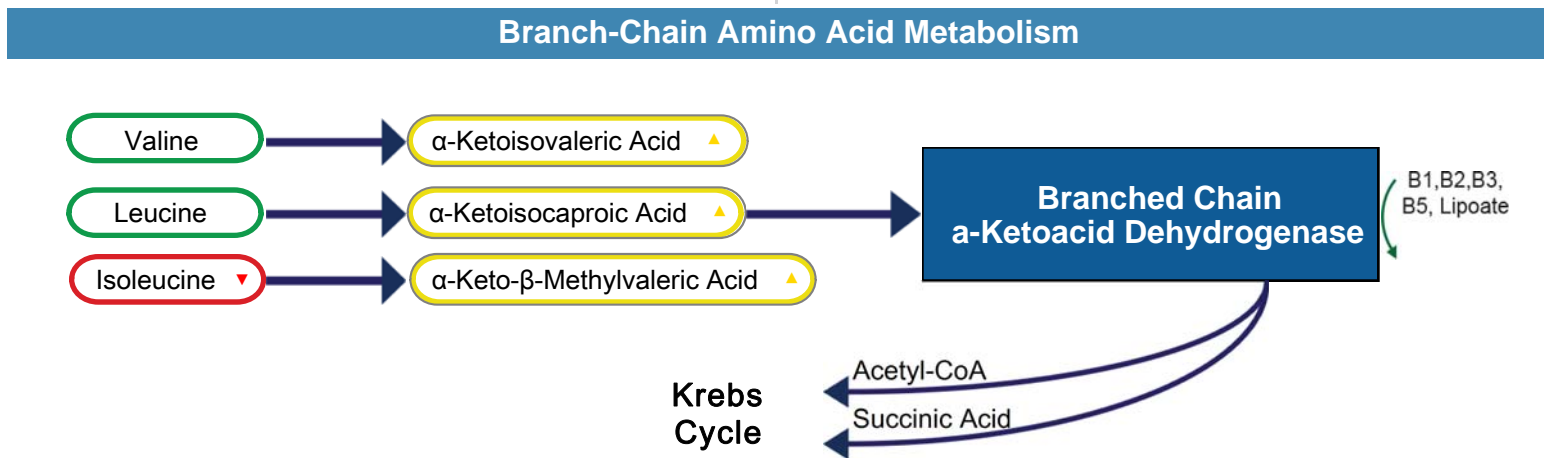 Branch-Chain Amino Acid Metabolism
Valine
α-Ketoisovaleric Acid
Leucine
α-Ketoisocaproic Acid
Isoleucine
α-Keto-β-Methylvaleric Acid
Branched Chain
a-Ketoacid Dehydrogenase
B1,B2,B3,
B5, Lipoate
Acetyl-CoA
Succinic Acid
Krebs
Cycle